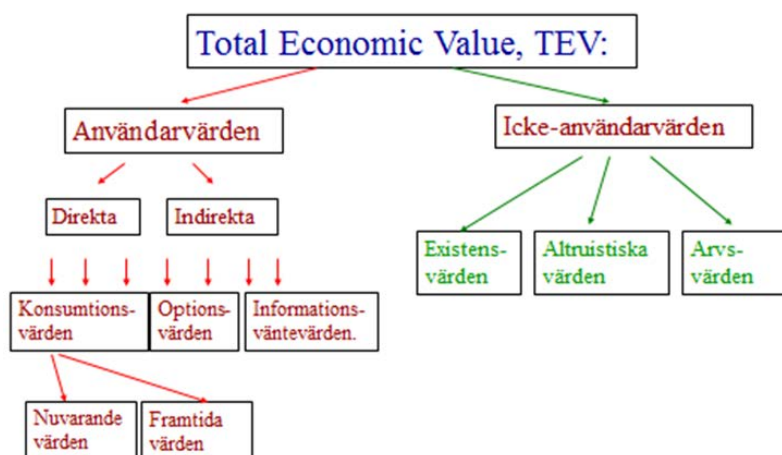 Total Economic Value, TEV:
Användarvärden
Icke-användarvärden
Direkta
Indirekta
Existens-
värden
Altruistiska
värden
Arvs-
värden
Konsumtions-
värden
Options-
värden
Informations-
väntevärden.
Nuvarande
värden
Framtida
värden